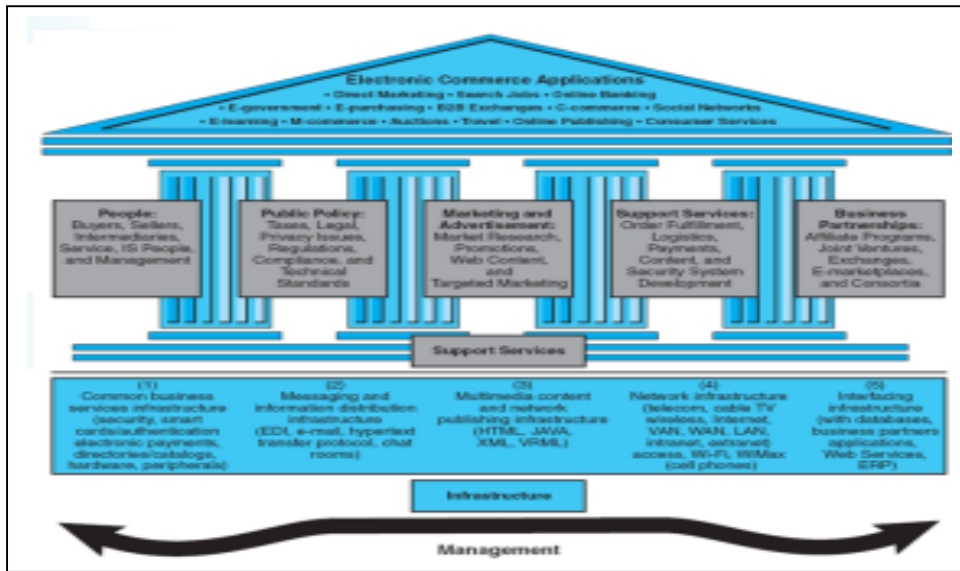 Electronic Commerce Applications
• Direct Marketing • Search Jobs • Online Banking
• E-government • E-purchasing • B2B Exchanges • C-commerce • Social Networks
• E-learning • M-commerce • Auctions • Travel • Online Publishing • Consumer Services
People:
Buyers, Sellers,
Intermediaries,
Service, IS People,
and Management
Public Policy:
Taxes, Legal,
Privacy Issues,
Regulations,
Compliance, and
Technical
Standards
Marketing and
Advertisement:
Market Research,
Promotions,
Web Content,
and
Targeted Marketing
Support Services:
Order Fulfillment,
Logistics,
Payments,
Content, and
Security System
Development
Business
Partnerships:
Affiliate Programs,
Joint Ventures,
Exchanges,
E-marketplaces,
and Consortia
Support Services
(1)
Common business
services infrastructure
(security, smart
cards/authentication
electronic payments,
directories/catalogs,
hardware, peripherals)
(2)
Messaging and
information distribution
infrastructure
(EDI, e-mail, hypertext
transfer protocol, chat
rooms)
(3)
Multimedia content
and network
publishing infrastructure
(HTML, JAVA,
XML, VRML)
(4)
Network infrastructure
(telecom, cable TV
wireless, Internet,
VAN, WAN, LAN,
intranet, extranet)
access, Wi-Fi, WiMax
(cell phones)
(5)
Interfacing
infrastructure
(with databases,
business partners
applications,
Web Services,
ERP)
Infrastructure
Management